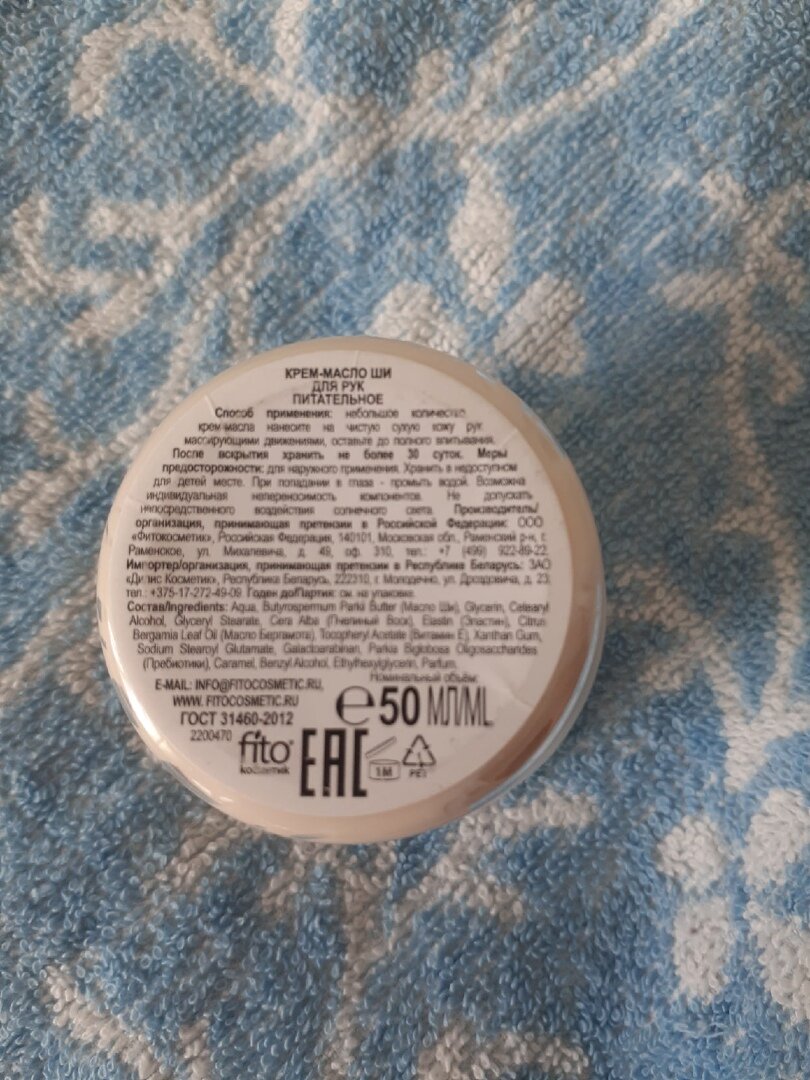 КРЕМ-МАСЛО ШИ
ДЛЯ РУК
ПИТАТЕЛЬНОЕ
Способ применения: небольшое количество
крем-масла нанесите на чистую сухую кожу рук
массирующими движениями, оставьте до полного впитывания.
После вскрытия хранить не более 30 суток. Меры
предосторожности: для наружного применения. Хранить в недоступном
для детей месте. При попадании в глаза - промыть водой. Возможна
индивидуальная непереносимость компонентов. Не допускать
непосредственного воздействия солнечного света. Производитель/
организация, принимающая претензии в Российской Федерации: ООО
«Фитокосметик», Российская Федерация, 140101, Московская обл., Раменский р-н, г.
Раменское, ул. Михалевича, д. 49, оф. 310, тел.: +7 (499) 922-89-22.
Импортер/организация, принимающая претензии в Республике Беларусь: ЗАО
«Дизис Косметик», Республика Беларусь, 222310, г. Молодечно, ул. Дроздовича, д. 23,
тел.: +375-17-272-49-09. Годен до/Партия: см. на упаковке.
Состав/Ingredients: Aqua, Butyrospermum Parkii Butter (Масло Ши), Glycerin, Cetearyl
Alcohol, Glyceryl Stearate, Cera Alba (Пчелиный Воск), Elastin (Эластин), Citrus
Bergamia Leaf Oil (Масло Бергамота), Tocopheryl Acetate (Витамин Е), Xanthan Gum,
Sodium Stearoyl Glutamate, Galactoarabinan, Parkia Biglobosa Oligosaccharides
(Пребиотики), Caramel, Benzyl Alcohol, Ethylhexylglycerin, Parfum.
Номинальный объем:
E-MAIL: INFO@FITOCOSMETIC.RU,
WWW. FITOCOSMETIC.RU
e 50 МЛ/ML
ГОСТ 31460-2012
2200470
fito®
косметик
EAC
1M
1
PET